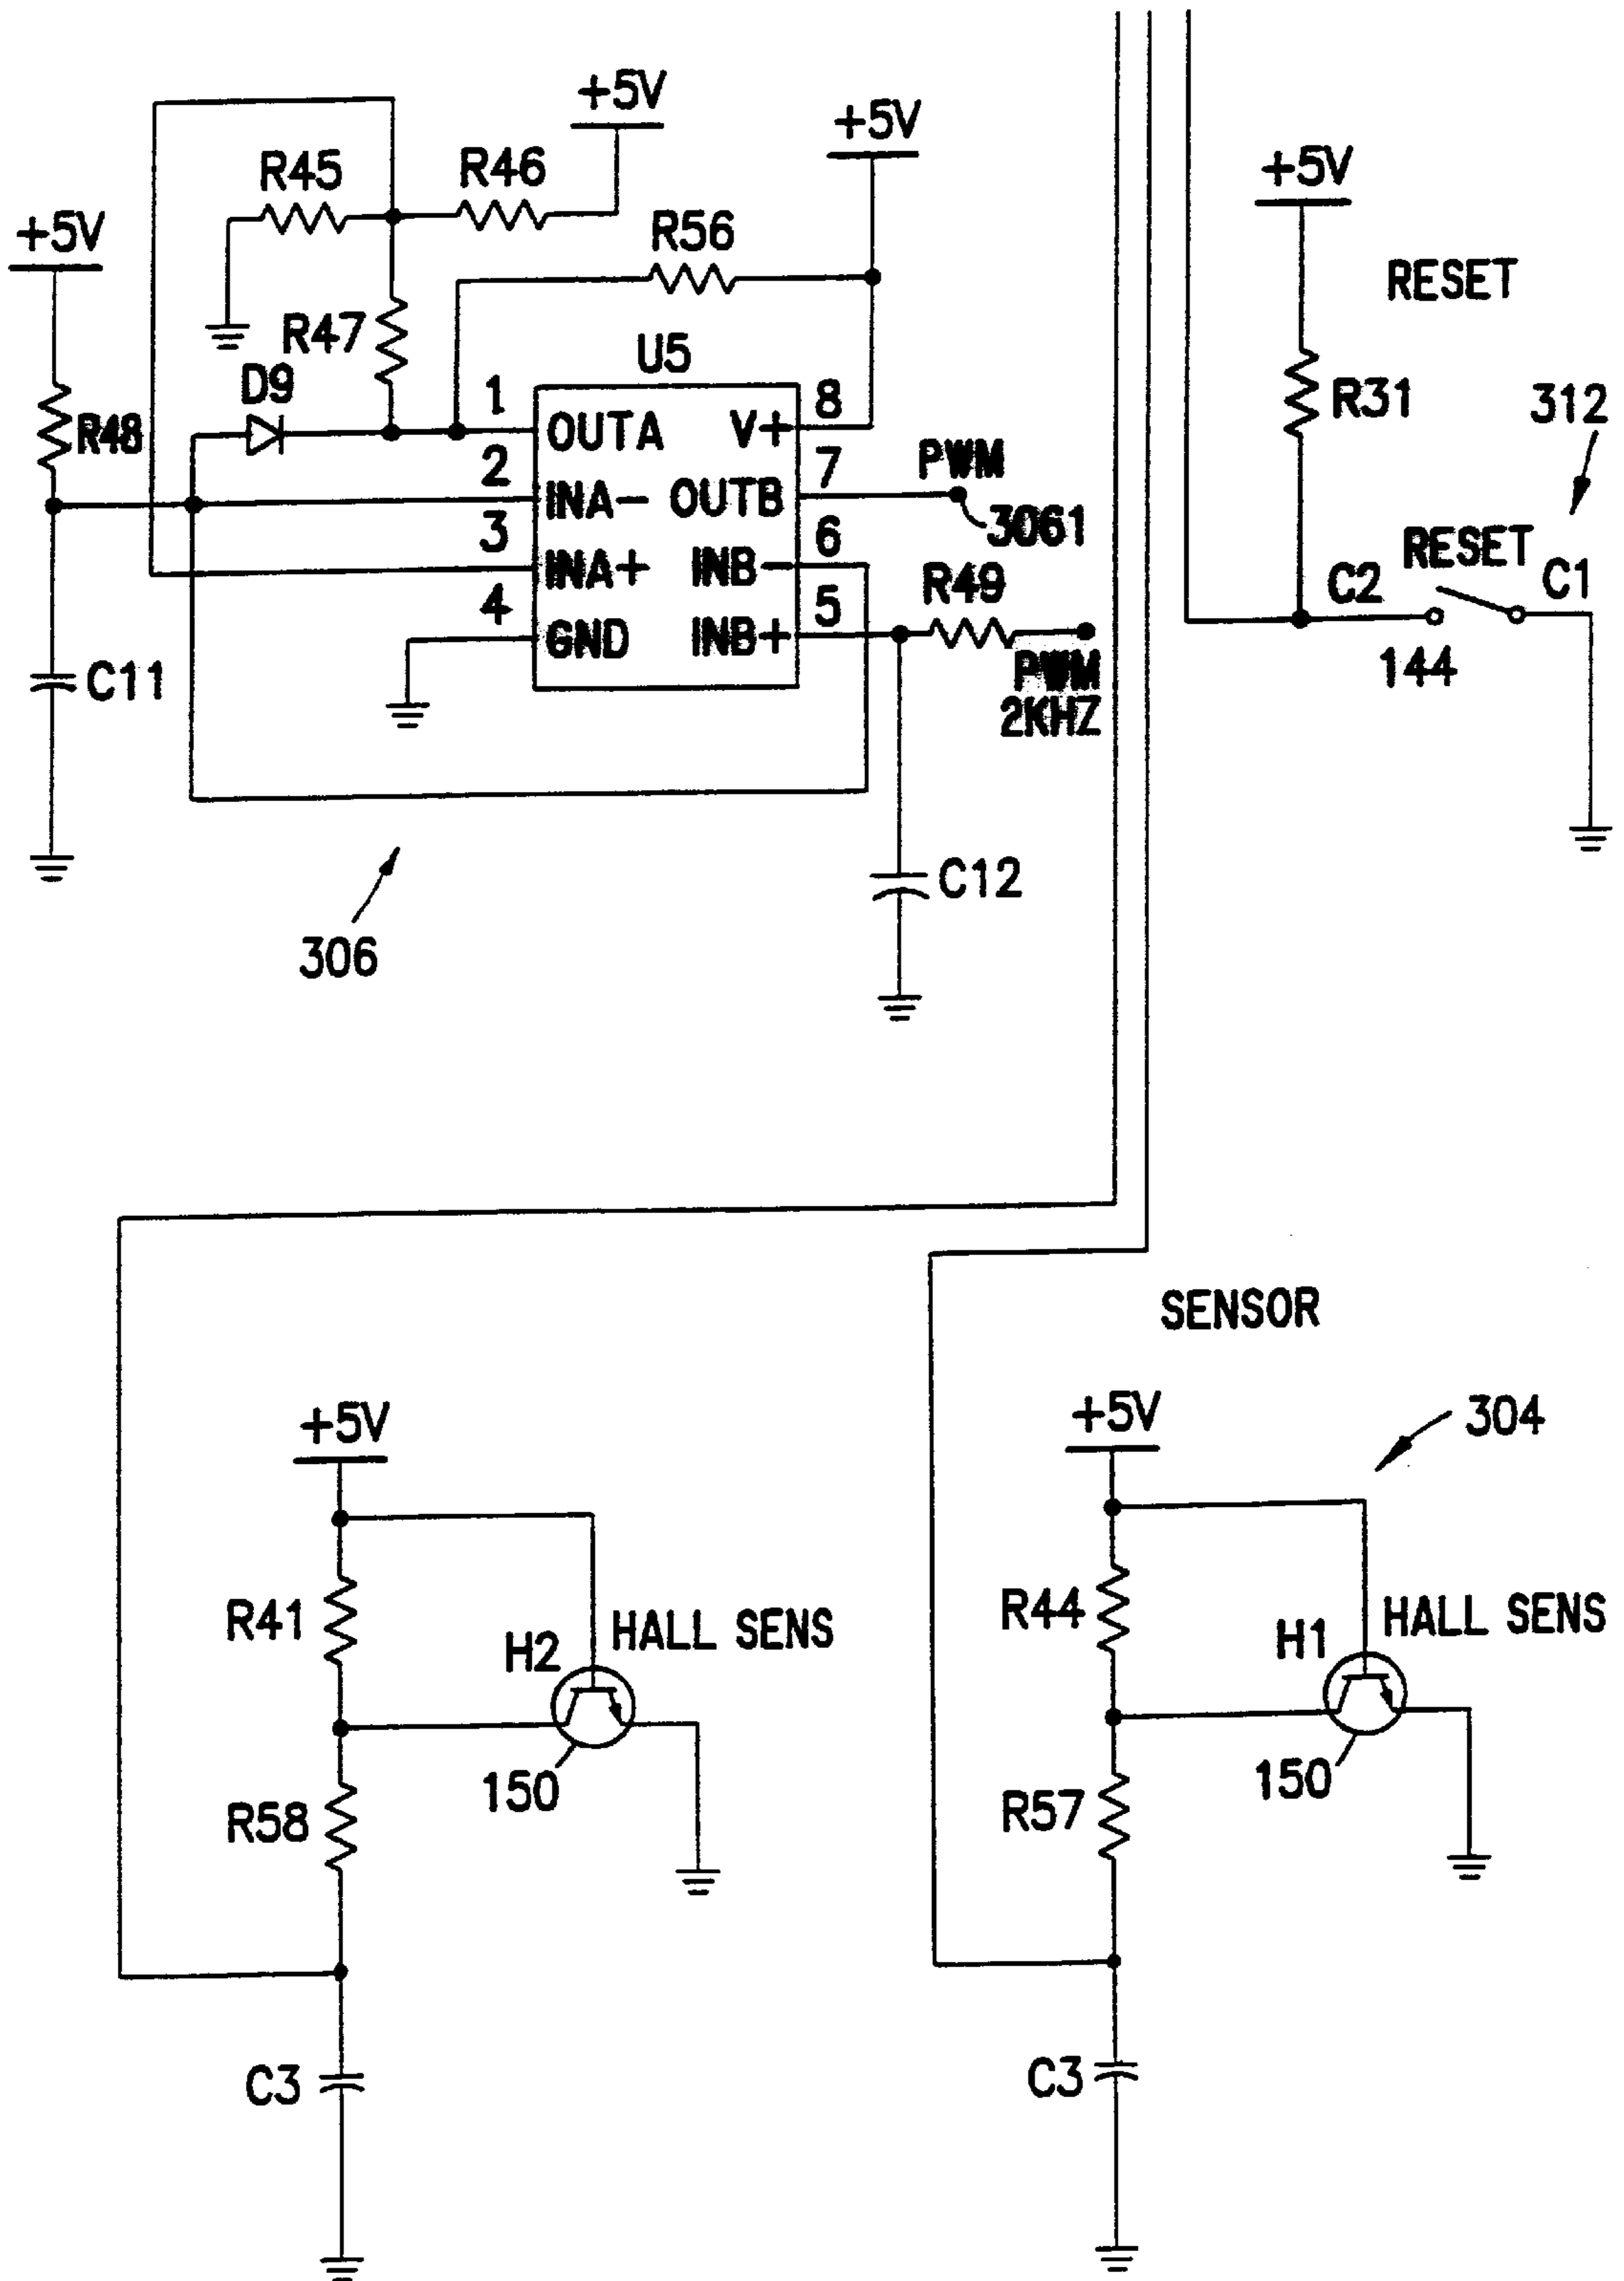 +5V
+5V
+5V
+5V
R45
R46
R56
RESET
R47
U5
D9
R48
R31
312
1
OUTA
V+
8
2
INA-
OUTB
7
PWM
3061
3
INA+
INB-
6
R49
4
GND
INB+
5
PWM
2KHZ
RESET
C2
C1
144
C11
C12
306
SENSOR
+5V
+5V
304
R41
H2
HALL SENS
R44
H1
HALL SENS
150
150
R58
R57
C3
C3